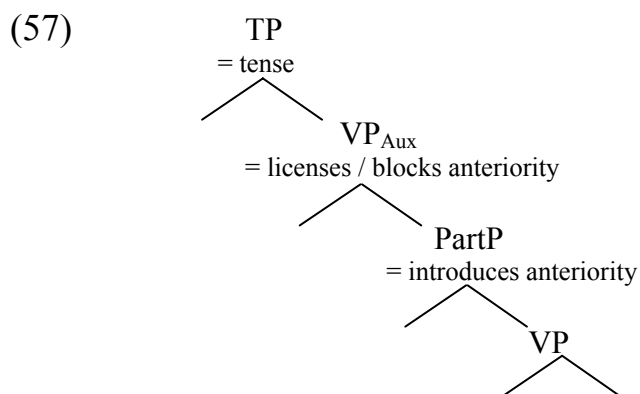 (57)
TP
= tense
VPAux
= licenses / blocks anteriority
PartP
= introduces anteriority
VP